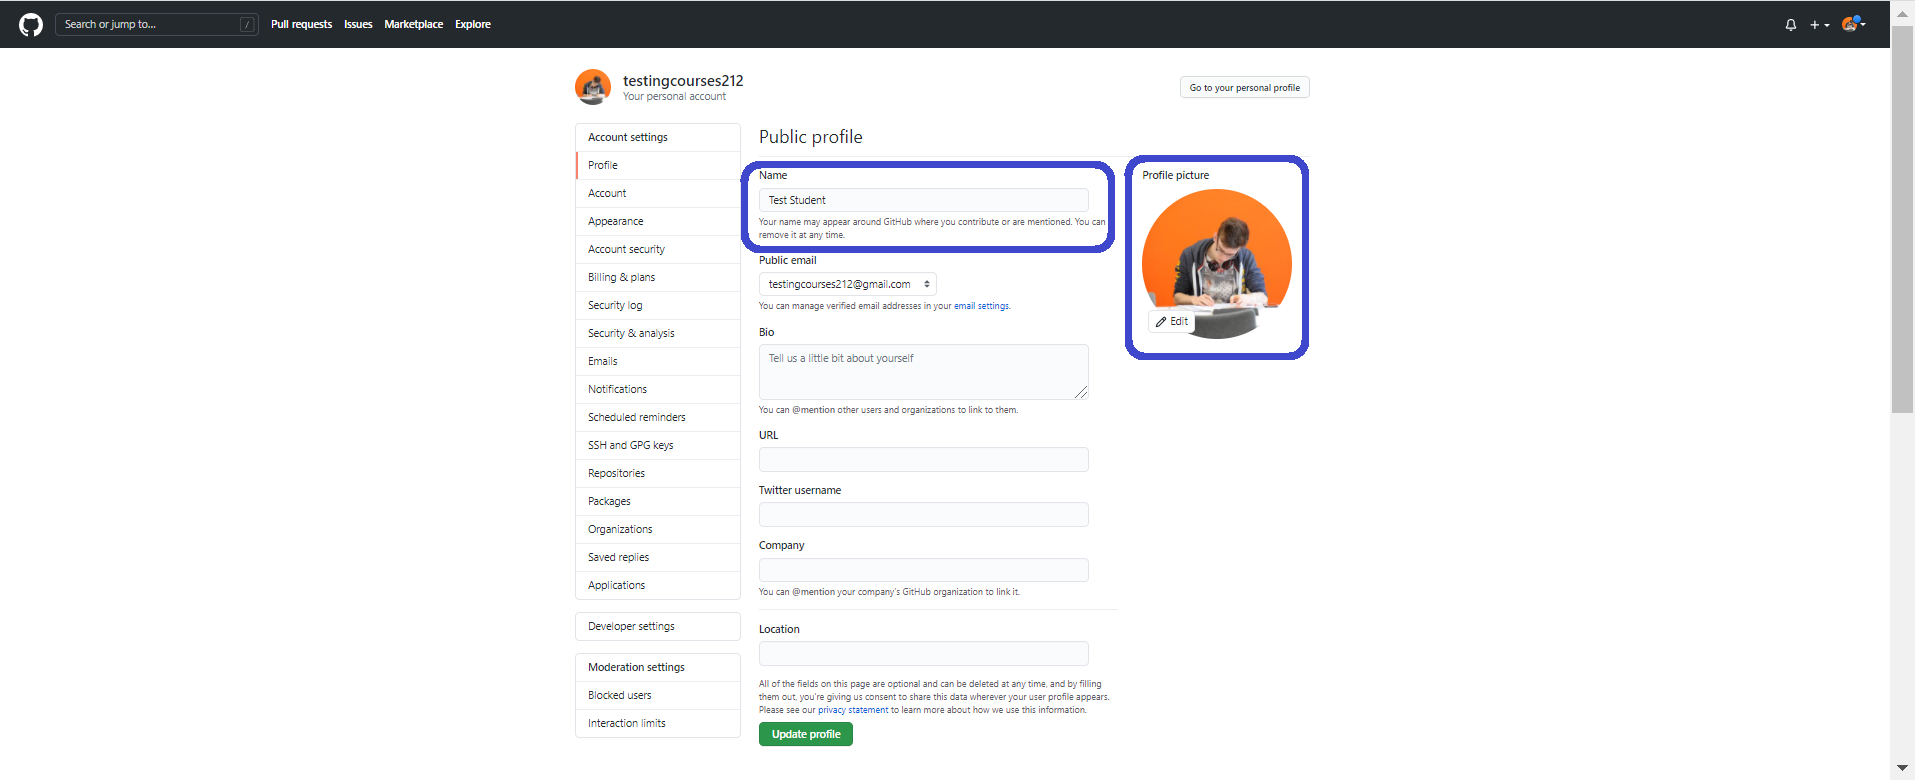 Search or jump to...
/
Pull requests
Issues
Marketplace
Explore
testingcourses212
Your personal account
Go to your personal profile
Account settings
Profile
Account
Appearance
Account security
Billing & plans
Security log
Security & analysis
Emails
Notifications
Scheduled reminders
SSH and GPG keys
Repositories
Packages
Organizations
Saved replies
Applications
Developer settings
Moderation settings
Blocked users
Interaction limits
Public profile
Name
Test Student
Your name may appear around GitHub where you contribute or are mentioned. You can
remove it at any time.
Public email
testingcourses212@gmail.com
You can manage verified email addresses in your email settings.
Bio
Tell us a little bit about yourself
You can @mention other users and organizations to link to them.
URL
Twitter username
Company
You can @mention your company's GitHub organization to link it.
Location
All of the fields on this page are optional and can be deleted at any time, and by filling
them out, you're giving us consent to share this data wherever your user profile appears.
Please see our privacy statement to learn more about how we use this information.
Update profile
Profile picture
Edit